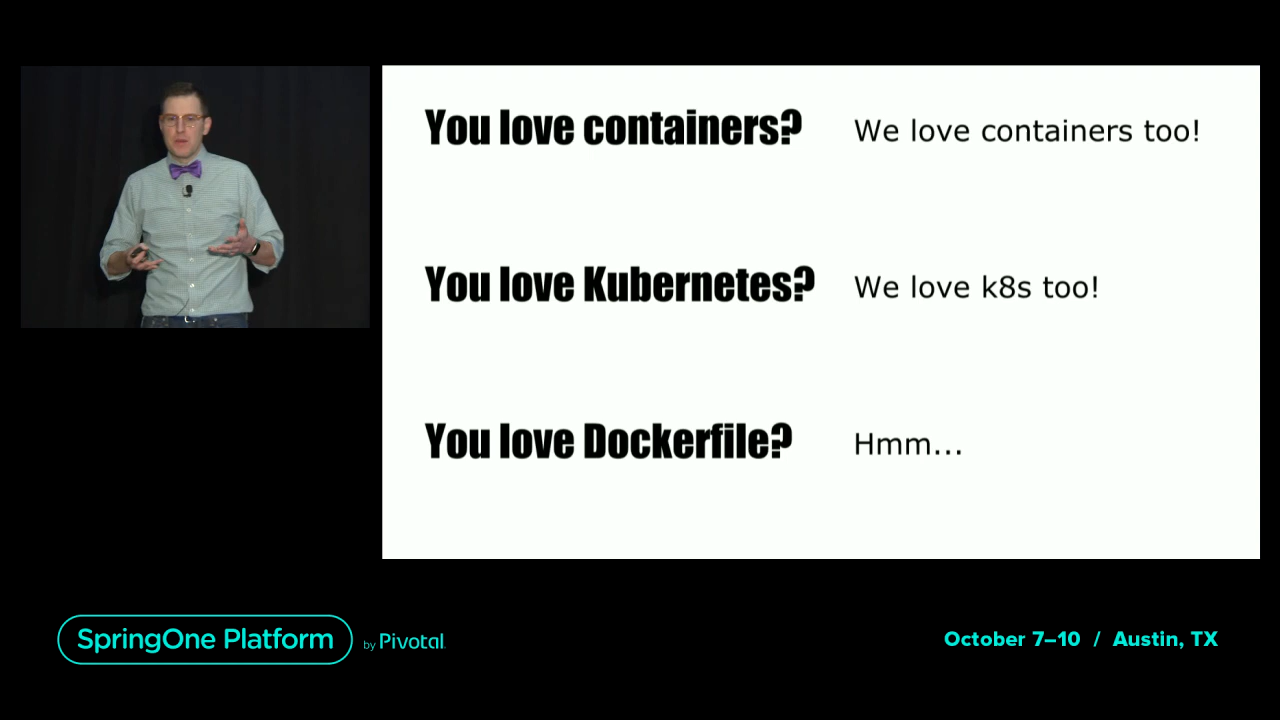 You love containers? We love containers too!
You love Kubernetes? We love k8s too!
You love Dockerfile? Hmm...
SpringOne Platform by Pivotal
October 7–10 / Austin, TX